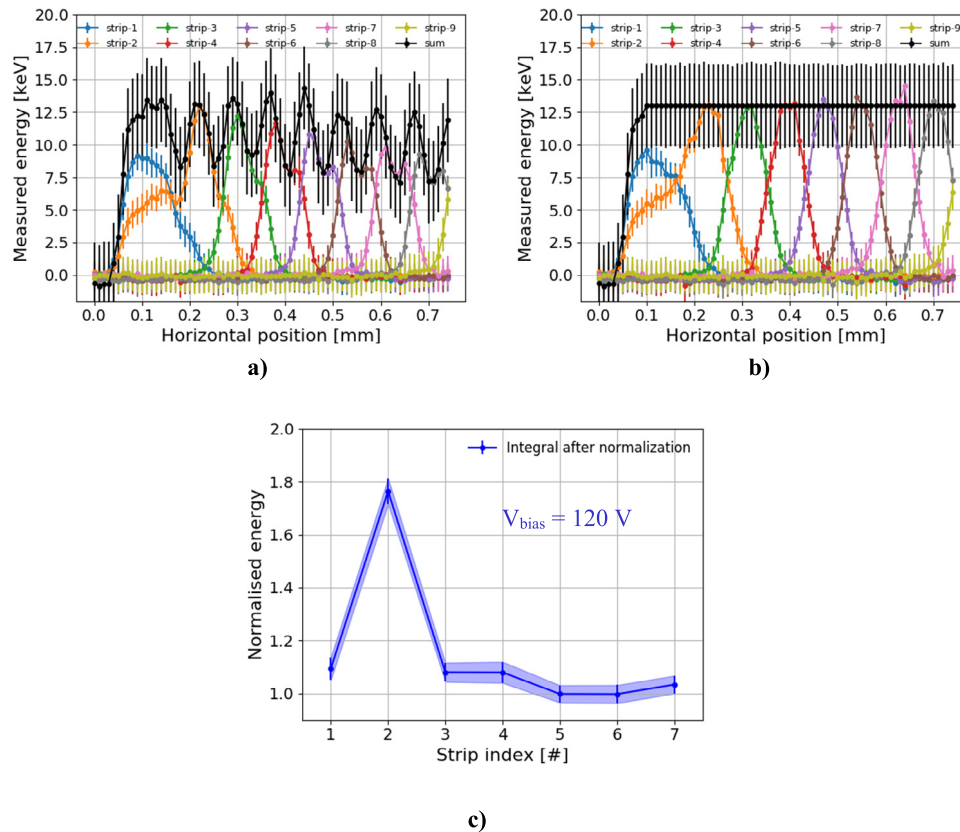 strip-1 strip-3 strip-5 strip-7 strip-9
strip-2 strip-4 strip-6 strip-8 sum
20.0
17.5
15.0
12.5
10.0
7.5
5.0
2.5
0.0
Measured energy [keV]
0.0 0.1 0.2 0.3 0.4 0.5 0.6 0.7
Horizontal position [mm]
a)
strip-1 strip-3 strip-5 strip-7 strip-9
strip-2 strip-4 strip-6 strip-8 sum
20.0
17.5
15.0
12.5
10.0
7.5
5.0
2.5
0.0
Measured energy [keV]
0.0 0.1 0.2 0.3 0.4 0.5 0.6 0.7
Horizontal position [mm]
b)
Integral after normalization
V_bias = 120 V
2.0
1.8
1.6
1.4
1.2
1.0
Normalised energy
1 2 3 4 5 6 7
Strip index [#]
c)